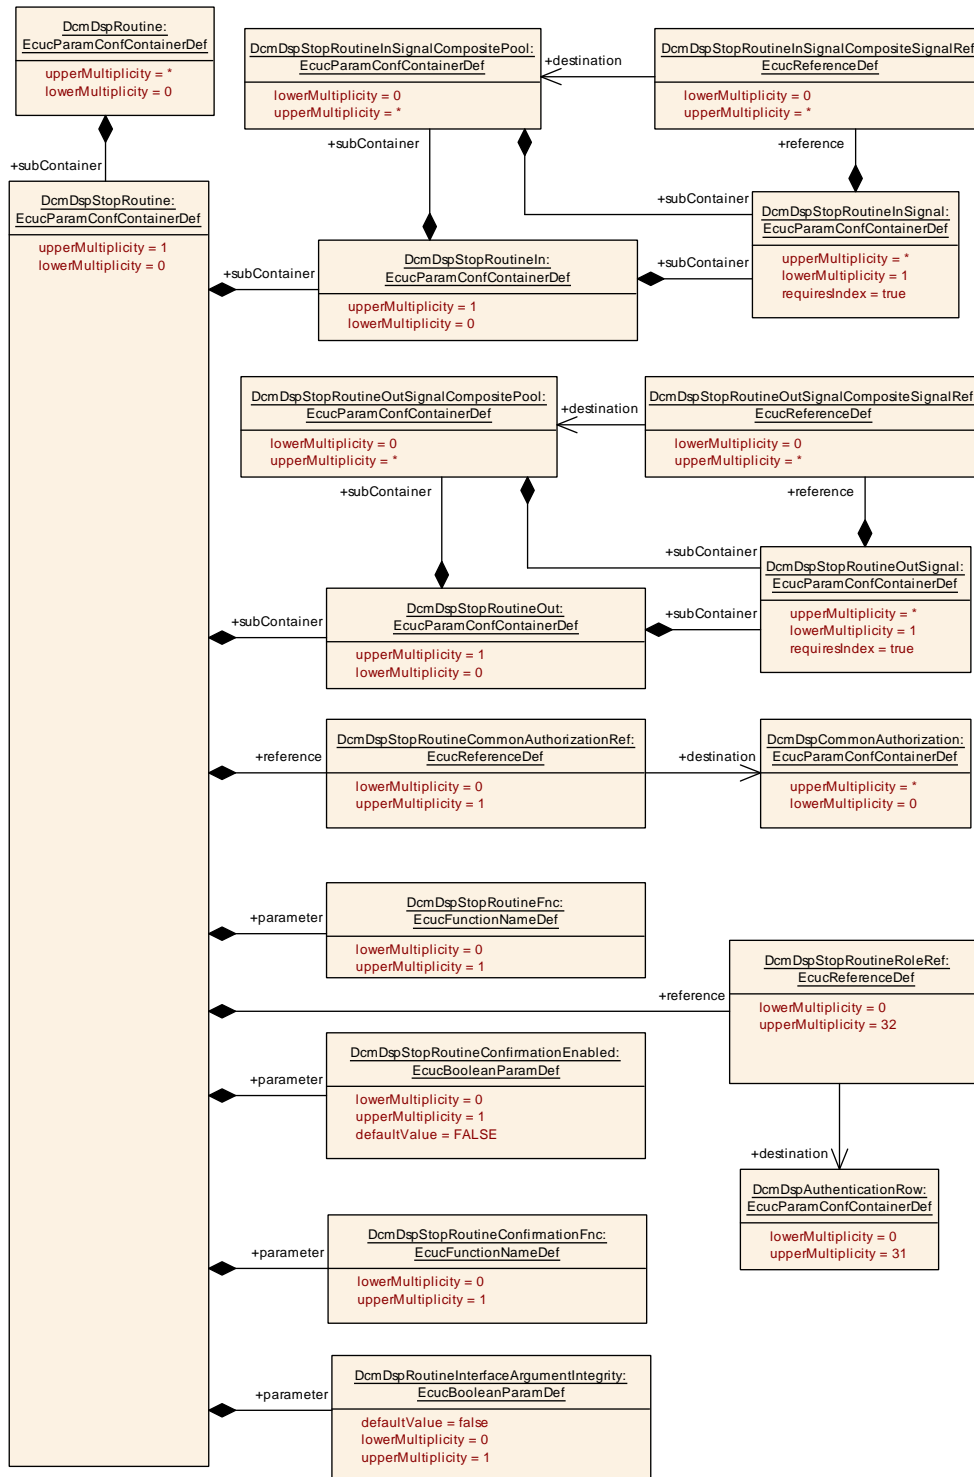 DcmDspRoutine:
EcucParamConfContainerDef
upperMultiplicity = *
lowerMultiplicity = 0
+subContainer
DcmDspStopRoutine:
EcucParamConfContainerDef
upperMultiplicity = 1
lowerMultiplicity = 0
DcmDspStopRoutineInSignalCompositePool:
EcucParamConfContainerDef
lowerMultiplicity = 0
upperMultiplicity = *
+destination
DcmDspStopRoutineInSignalCompositeSignalRef
EcucReferenceDef
lowerMultiplicity = 0
upperMultiplicity = *
+subContainer
+reference
+subContainer
DcmDspStopRoutineInSignal:
EcucParamConfContainerDef
upperMultiplicity = *
lowerMultiplicity = 1
requiresIndex = true
+subContainer
DcmDspStopRoutineIn:
EcucParamConfContainerDef
upperMultiplicity = 1
lowerMultiplicity = 0
+subContainer
DcmDspStopRoutineOutSignalCompositePool:
EcucParamConfContainerDef
lowerMultiplicity = 0
upperMultiplicity = *
+destination
DcmDspStopRoutineOutSignalCompositeSignalRef
EcucReferenceDef
lowerMultiplicity = 0
upperMultiplicity = *
+subContainer
+reference
+subContainer
DcmDspStopRoutineOutSignal:
EcucParamConfContainerDef
upperMultiplicity = *
lowerMultiplicity = 1
requiresIndex = true
+subContainer
DcmDspStopRoutineOut:
EcucParamConfContainerDef
upperMultiplicity = 1
lowerMultiplicity = 0
+subContainer
+reference
DcmDspStopRoutineCommonAuthorizationRef:
EcucReferenceDef
lowerMultiplicity = 0
upperMultiplicity = 1
+destination
DcmDspCommonAuthorization:
EcucParamConfContainerDef
upperMultiplicity = *
lowerMultiplicity = 0
+parameter
DcmDspStopRoutineFnc:
EcucFunctionNameDef
lowerMultiplicity = 0
upperMultiplicity = 1
+reference
DcmDspStopRoutineRoleRef:
EcucReferenceDef
lowerMultiplicity = 0
upperMultiplicity = 32
+parameter
DcmDspStopRoutineConfirmationEnabled:
EcucBooleanParamDef
lowerMultiplicity = 0
upperMultiplicity = 1
defaultValue = FALSE
+destination
DcmDspAuthenticationRow:
EcucParamConfContainerDef
lowerMultiplicity = 0
upperMultiplicity = 31
+parameter
DcmDspStopRoutineConfirmationFnc:
EcucFunctionNameDef
lowerMultiplicity = 0
upperMultiplicity = 1
+parameter
DcmDspRoutineInterfaceArgumentIntegrity:
EcucBooleanParamDef
defaultValue = false
lowerMultiplicity = 0
upperMultiplicity = 1